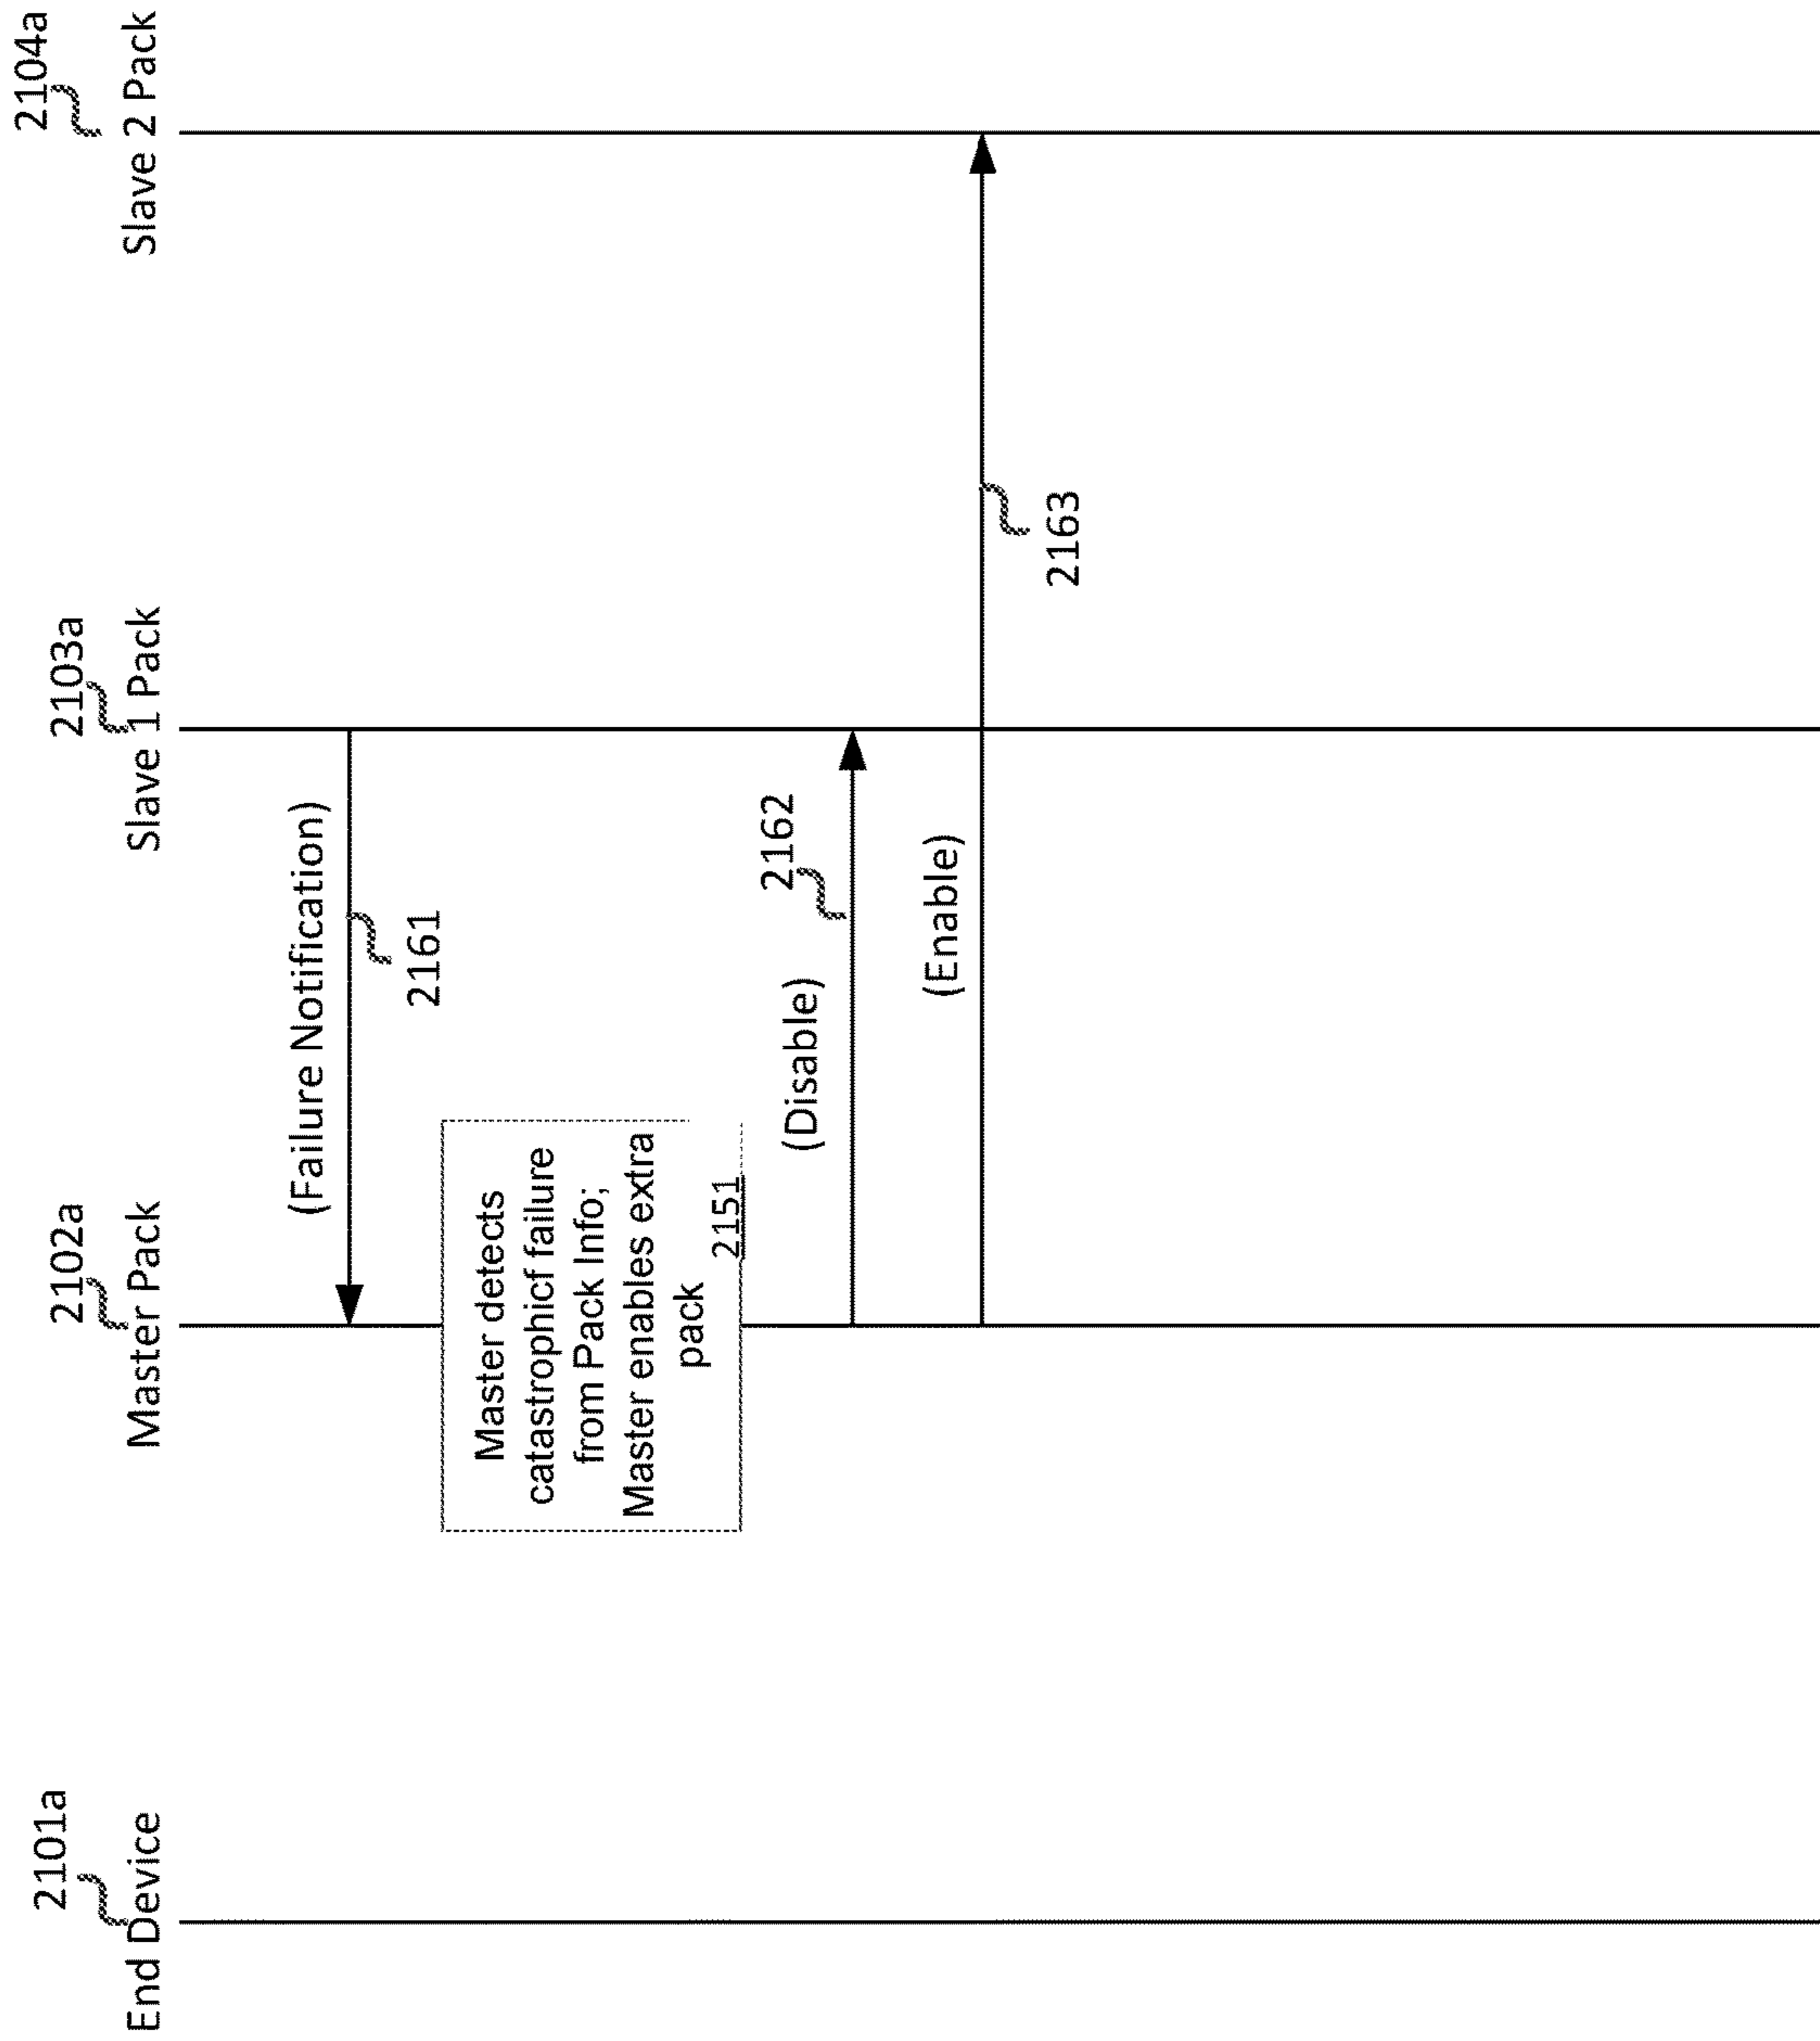 2101a
End Device
2102a
Master Pack
2103a
Slave 1 Pack
2104a
Slave 2 Pack
(Failure Notification)
2161
Master detects
catastrophicf failure
from Pack Info;
Master enables extra
pack
2151
(Disable)
2162
(Enable)
2163